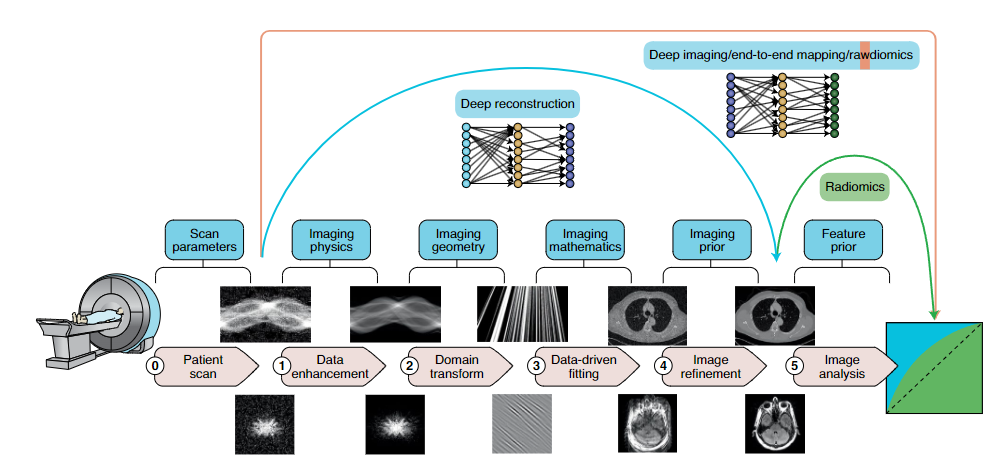 Deep imaging/end-to-end mapping/rawdiomics
Deep reconstruction
Radiomics
Scan
parameters
Imaging
physics
Imaging
geometry
Imaging
mathematics
Imaging
prior
Feature
prior
0
Patient
scan
1
Data
enhancement
2
Domain
transform
3
Data-driven
fitting
4
Image
refinement
5
Image
analysis